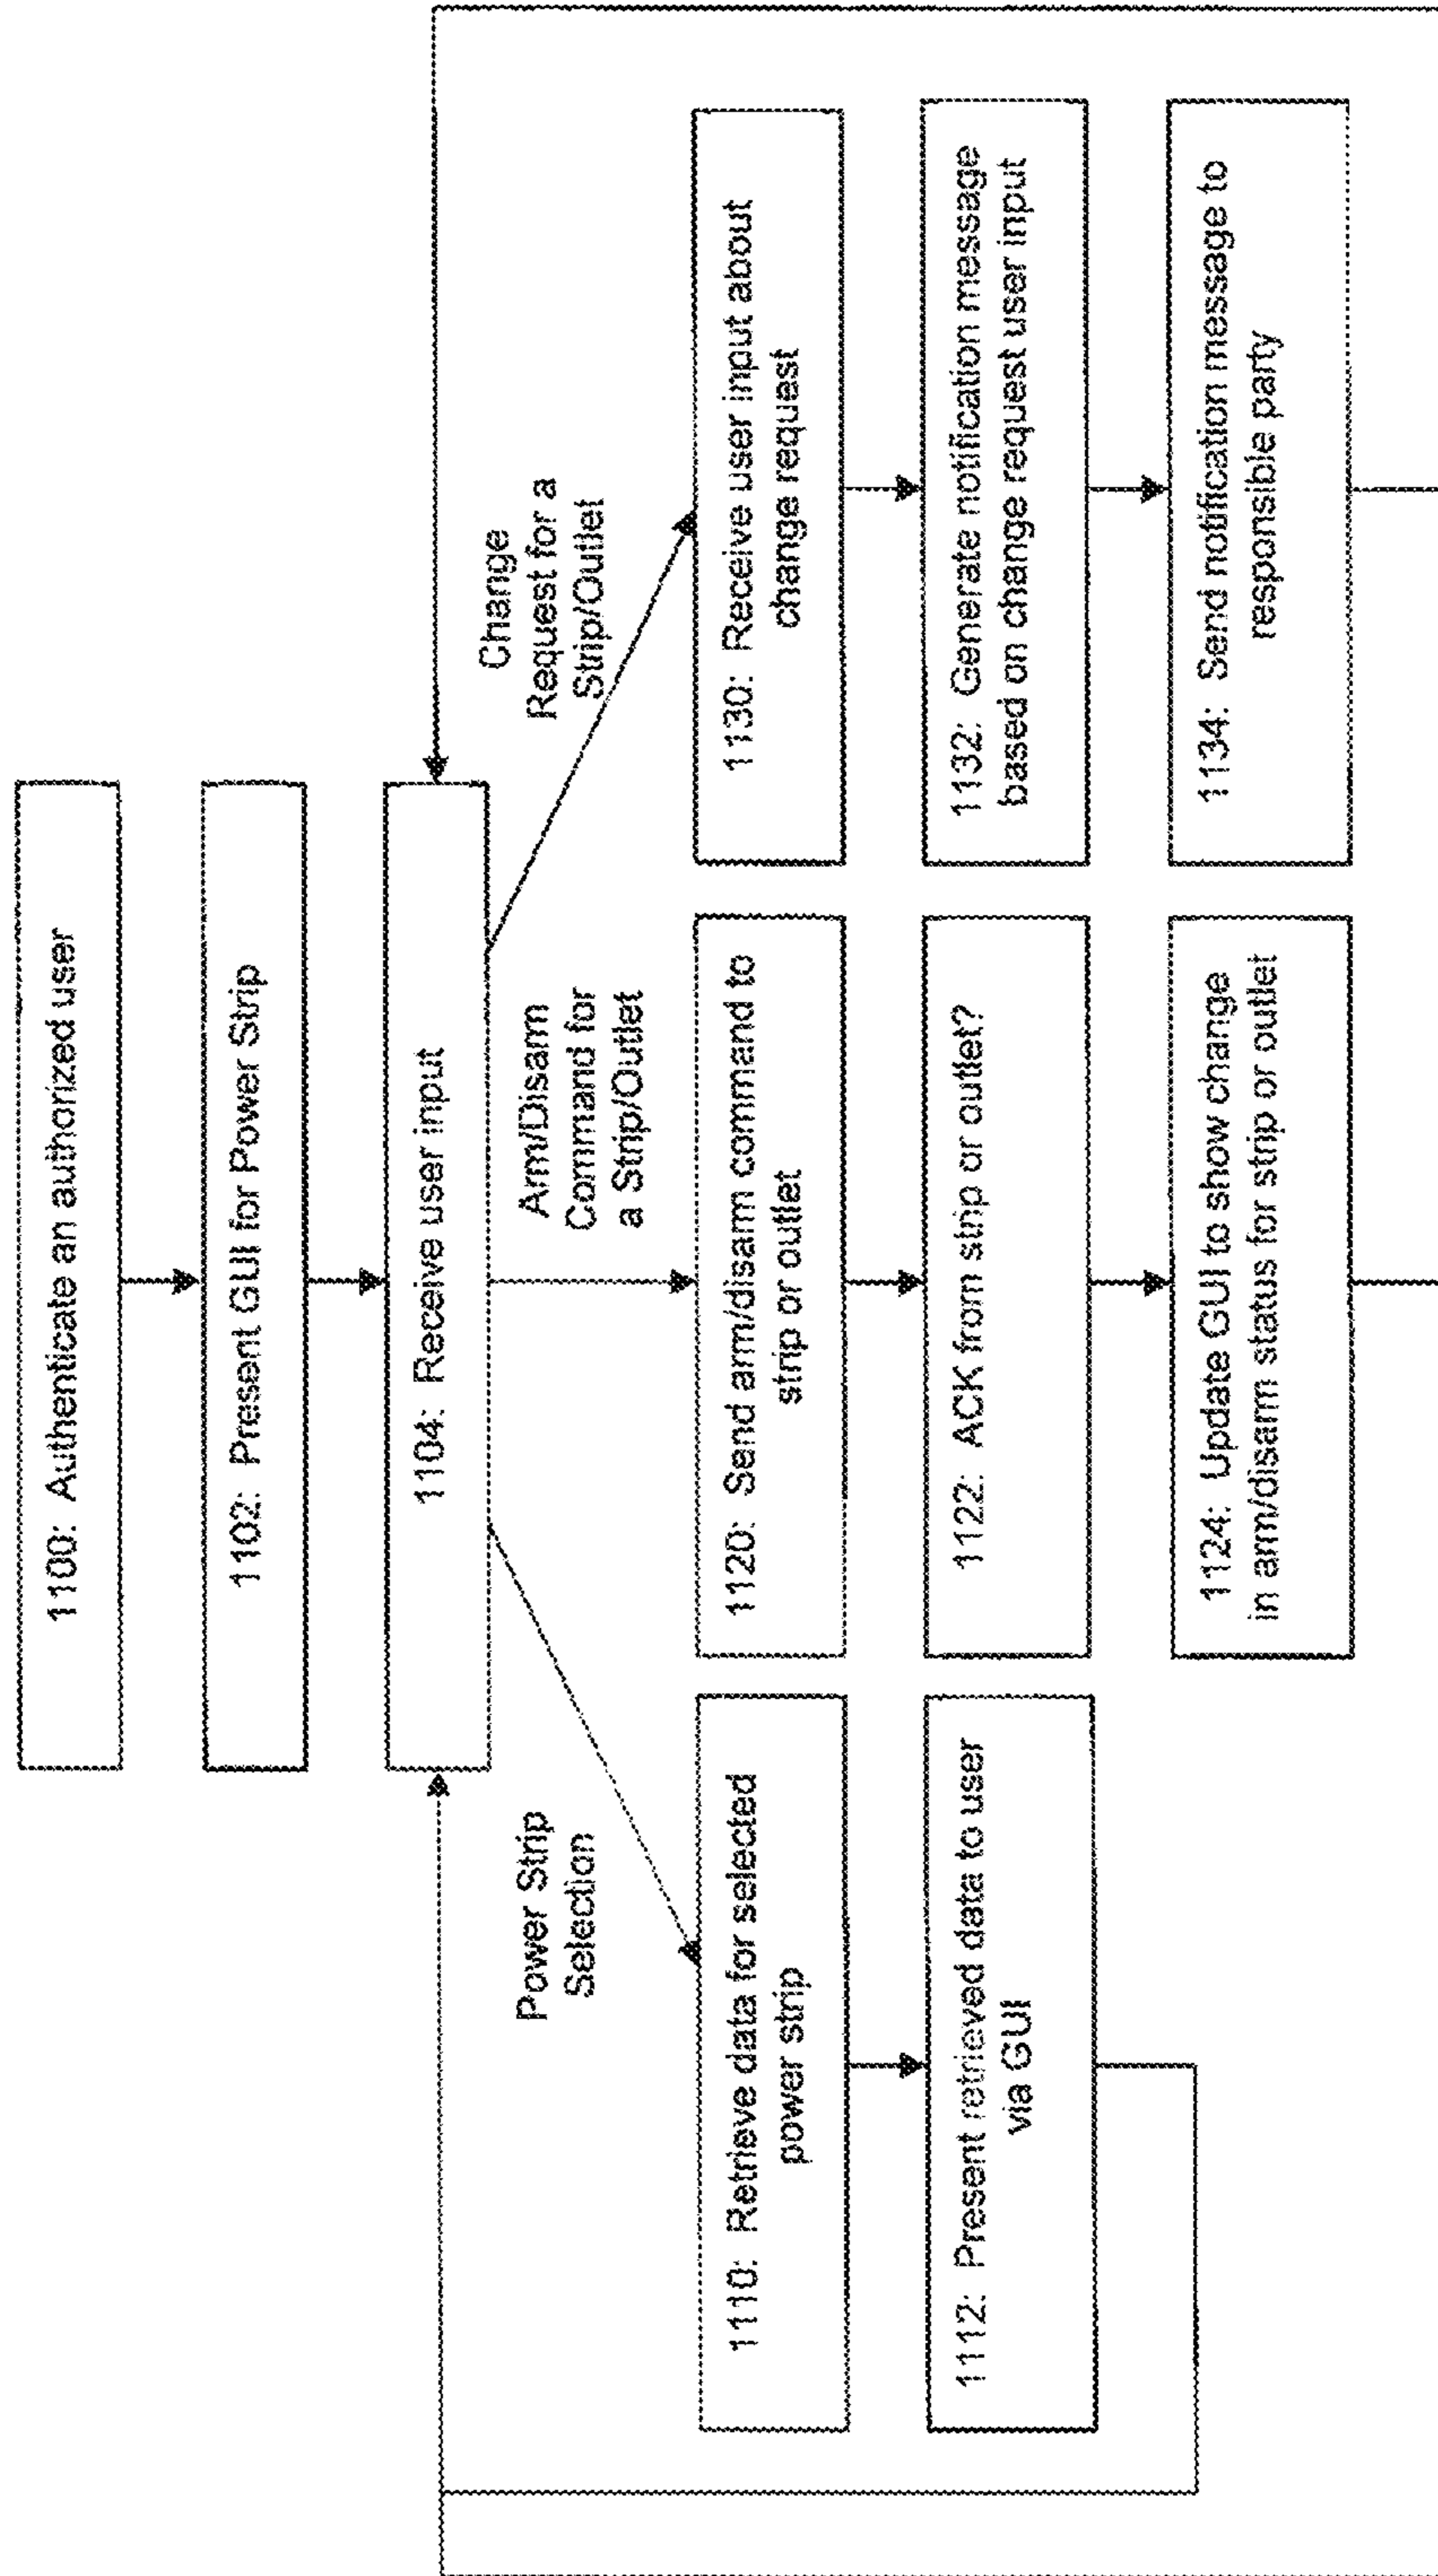 1100: Authenticate an authorized user
1102: Present GUI for Power Strip
1104: Receive user input
Power Strip
Selection
Arm/Disarm
Command for
a Strip/Outlet
Change
Request for a
Strip/Outlet
1110: Retrieve data for selected
power strip
1112: Present retrieved data to user
via GUI
1120: Send arm/disarm command to
strip or outlet
1122: ACK from strip or outlet?
1124: Update GUI to show change
in arm/disarm status for strip or outlet
1130: Receive user input about
change request
1132: Generate notification message
based on change request user input
1134: Send notification message to
responsible party